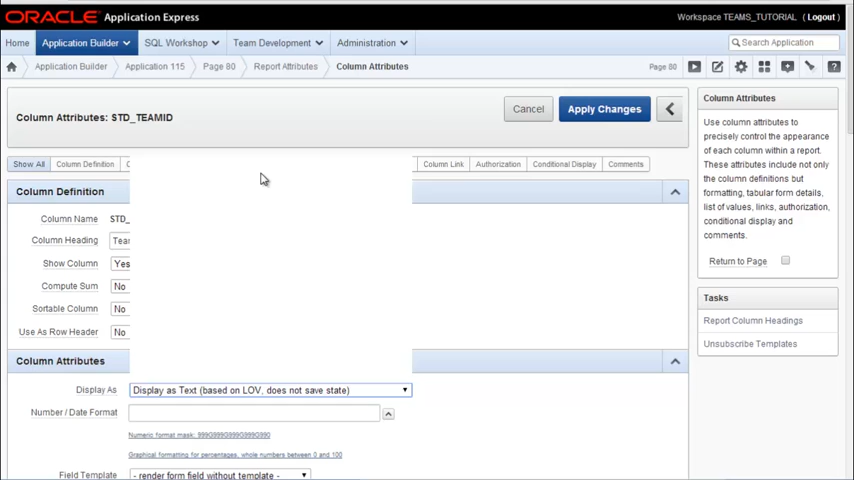 ORACLE Application Express
Workspace TEAMS_TUTORIAL ( Logout )
Home
Application Builder
SQL Workshop
Team Development
Administration
Search Application
Application Builder
Application 115
Page 80
Report Attributes
Column Attributes
Page 80
Column Attributes: STD_TEAMID
Cancel
Apply Changes
Show All
Column Definition
Column Link
Authorization
Conditional Display
Comments
Column Definition
Column Name STD_
Column Heading
Show Column Yes
Compute Sum No
Sortable Column No
Use As Row Header No
Column Attributes
Display As Display as Text (based on LOV, does not save state)
Number / Date Format
Numeric format mask: 999G999G999G999G990
Graphical formatting for percentages, whole numbers between 0 and 100
Field Template - render form field without template -
Column Attributes
Use column attributes to
precisely control the appearance
of each column within a report.
These attributes include not only
the column definitions but
formatting, tabular form details,
list of values, links, authorization,
conditional display and
comments.
Return to Page
Tasks
Report Column Headings
Unsubscribe Templates